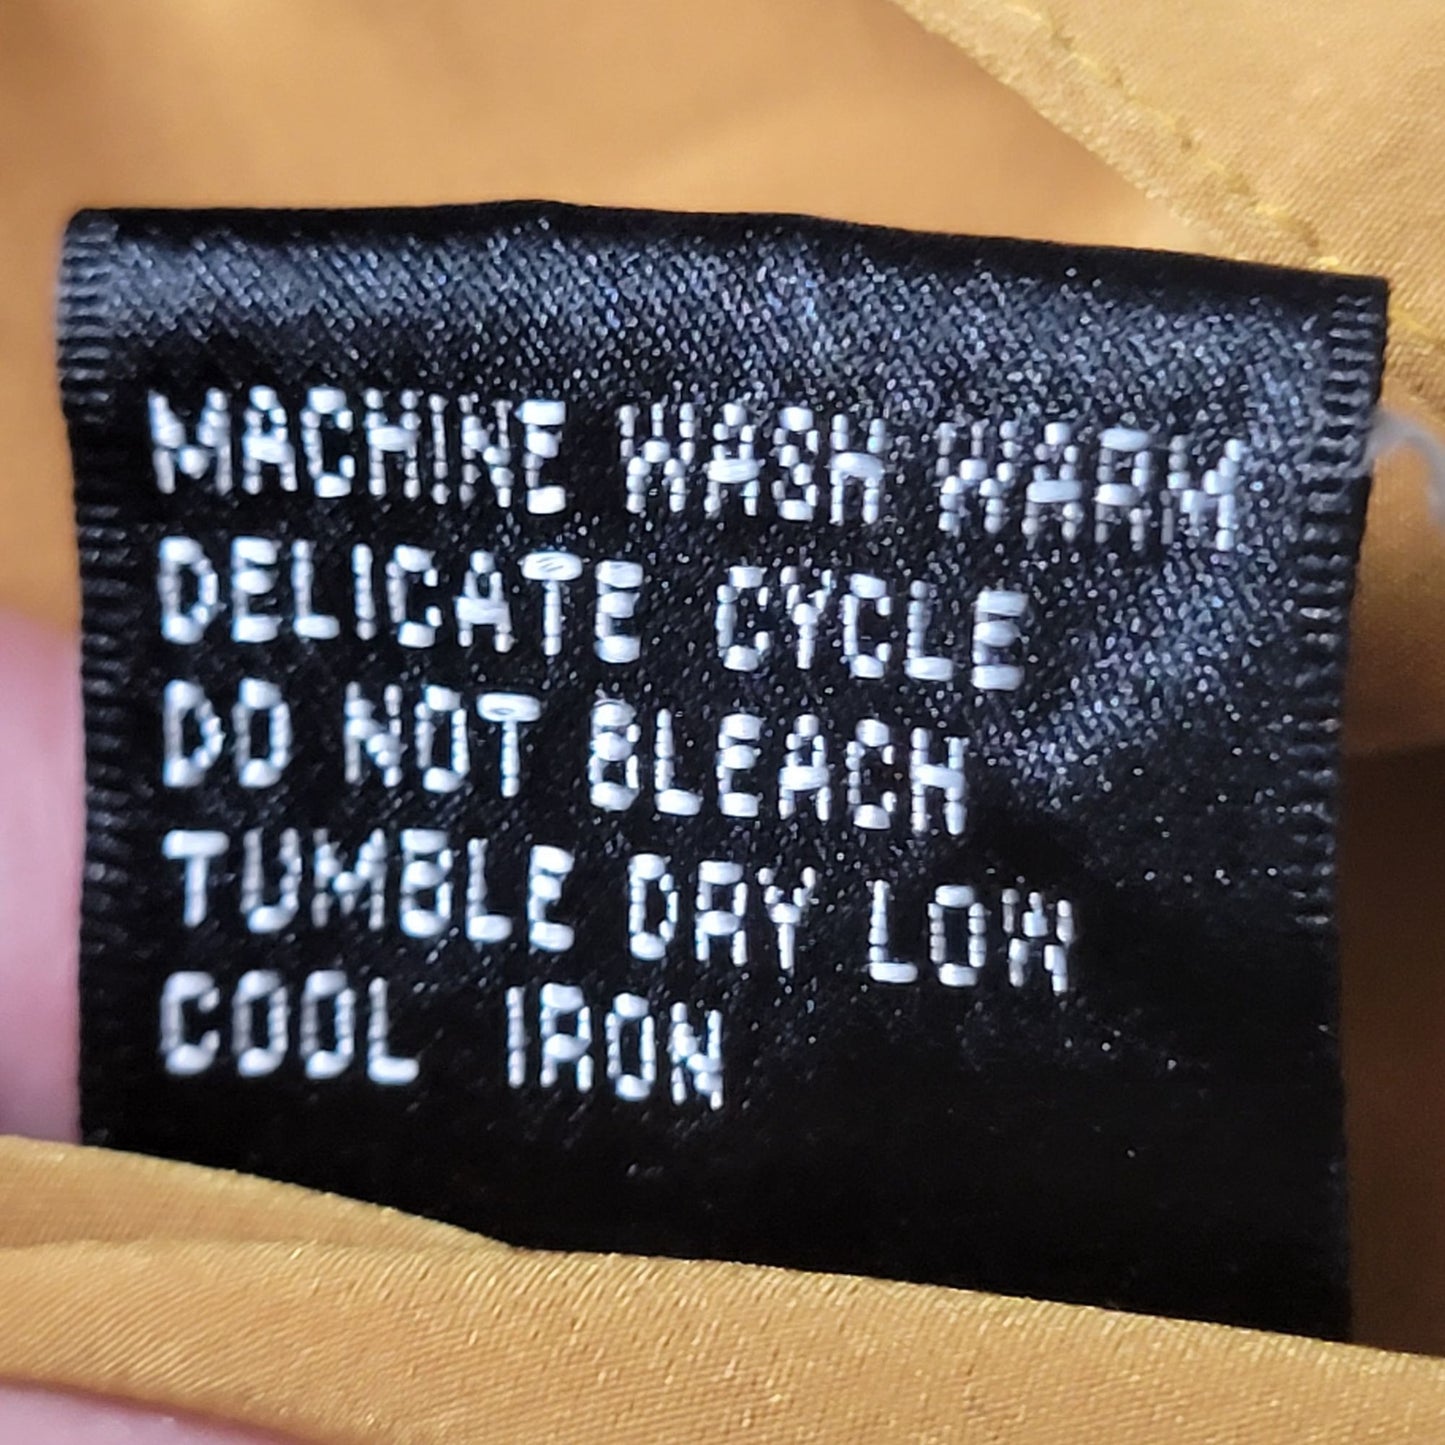 MACHINE WASH WARM
DELICATE CYCLE
DO NOT BLEACH
TUMBLE DRY LOW
COOL IRON